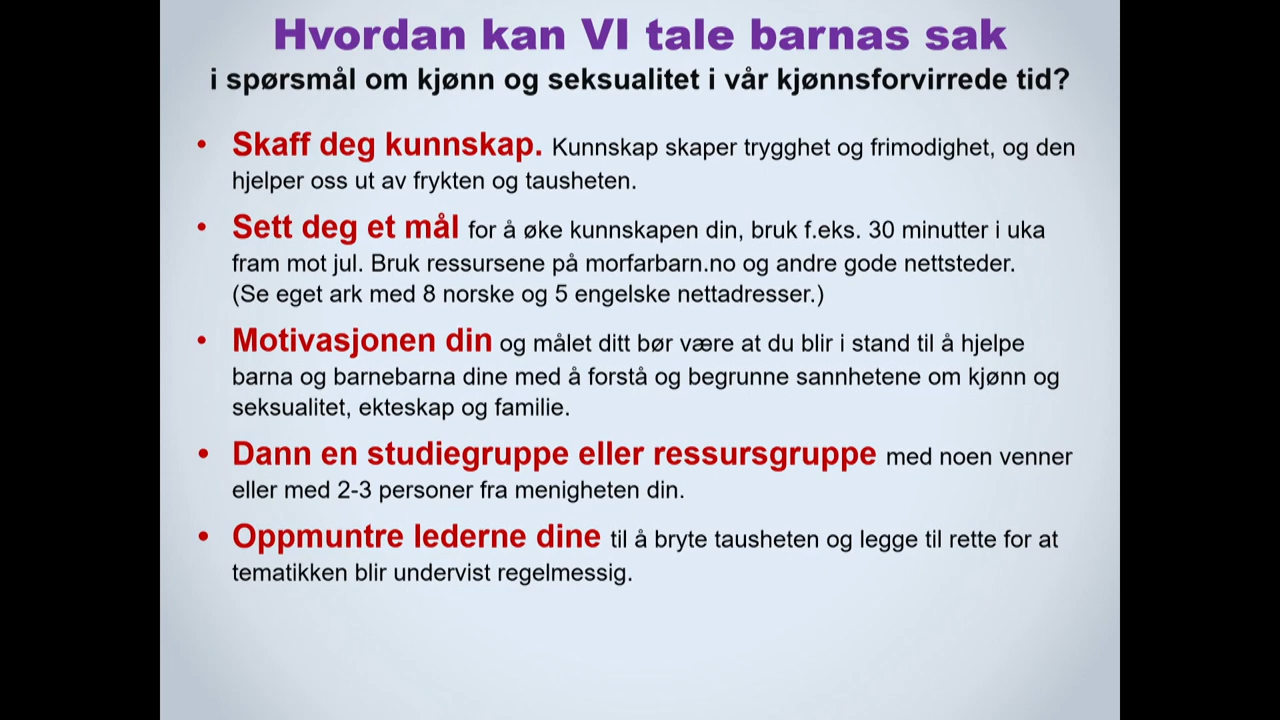 Hvordan kan VI tale barnas sak
i spørsmål om kjønn og seksualitet i vår kjønnsforvirrede tid?
• Skaff deg kunnskap. Kunnskap skaper trygghet og frimodighet, og den
hjelper oss ut av frykten og tausheten.
• Sett deg et mål for å øke kunnskapen din, bruk f.eks. 30 minutter i uka
fram mot jul. Bruk ressursene på morfarbarn.no og andre gode nettsteder.
(Se eget ark med 8 norske og 5 engelske nettadresser.)
• Motivasjonen din og målet ditt bør være at du blir i stand til å hjelpe
barna og barnebarna dine med å forstå og begrunne sannhetene om kjønn og
seksualitet, ekteskap og familie.
• Dann en studiegruppe eller ressursgruppe med noen venner
eller med 2-3 personer fra menigheten din.
• Oppmuntre lederne dine til å bryte tausheten og legge til rette for at
tematikken blir undervist regelmessig.